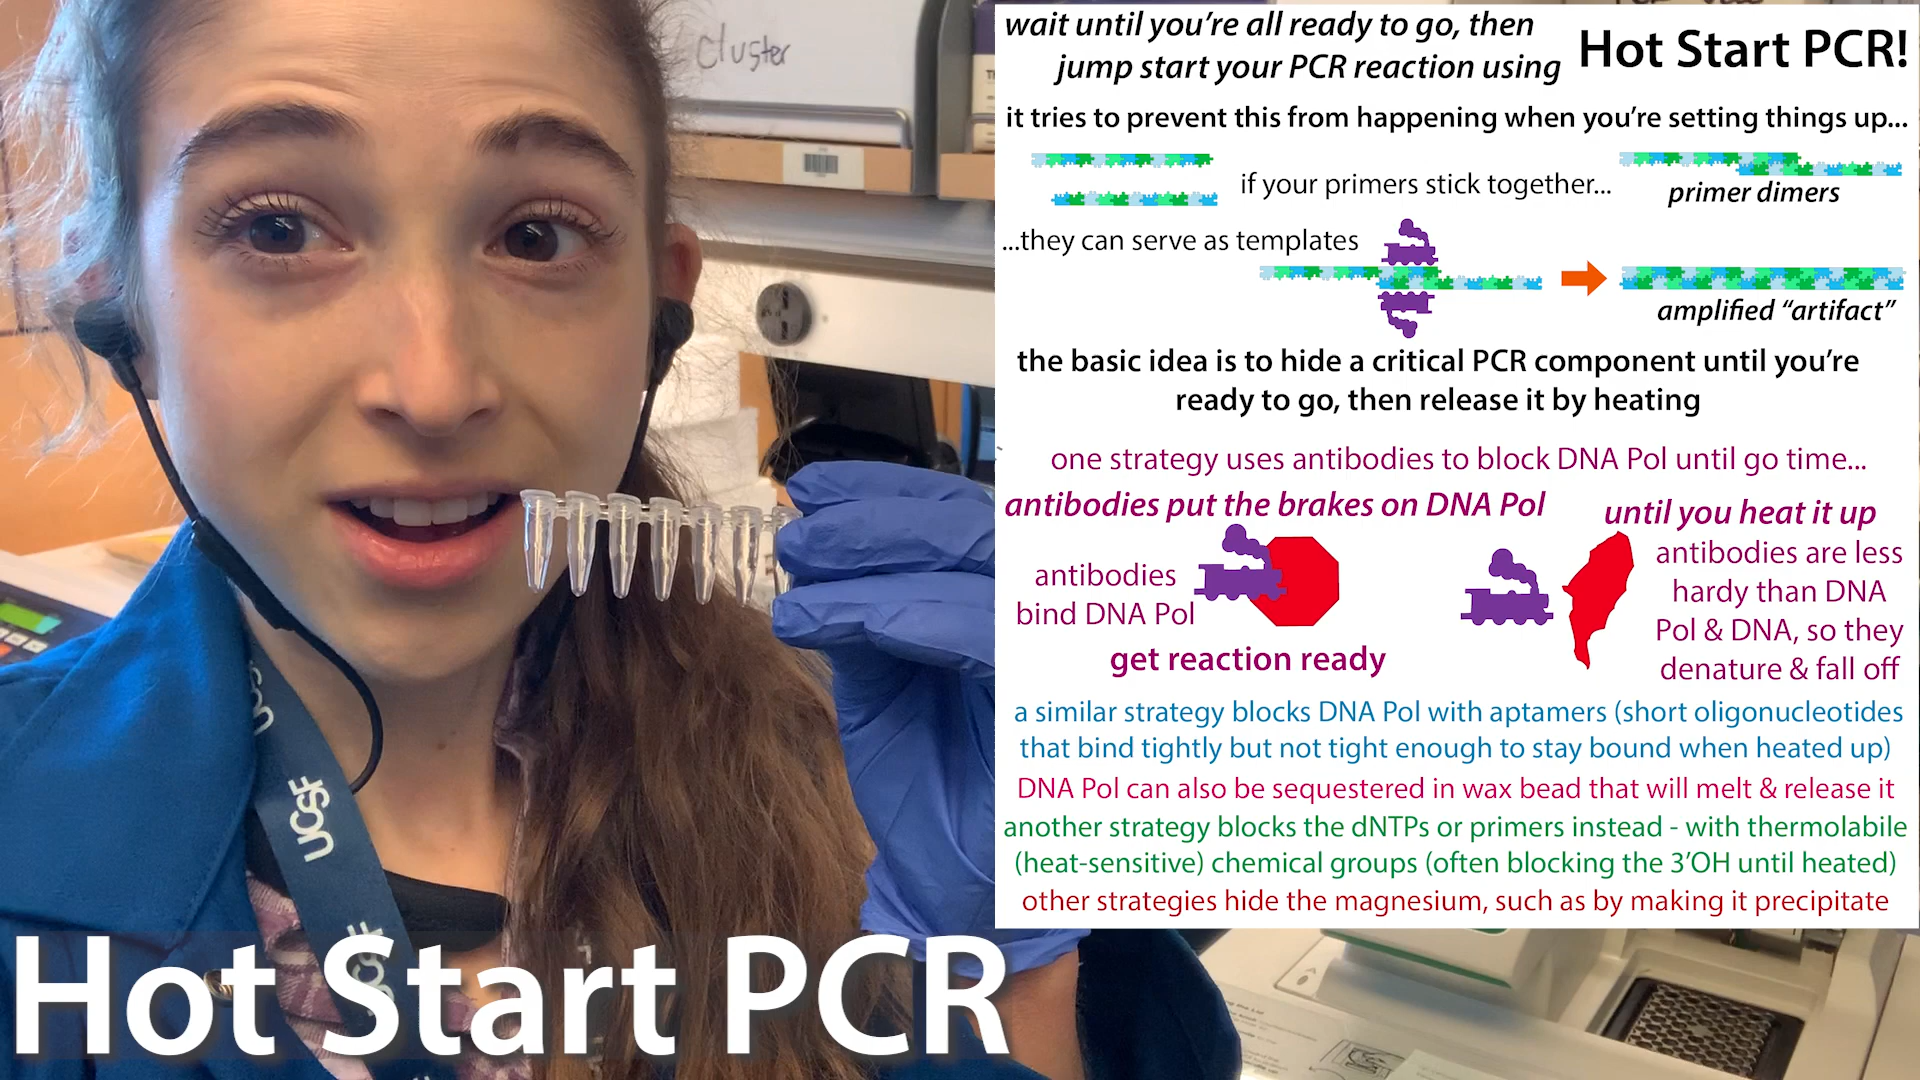 cluster
wait until you're all ready to go, then
jump start your PCR reaction using
Hot Start PCR!
it tries to prevent this from happening when you're setting things up...
if your primers stick together...
primer dimers
...they can serve as templates
amplified “artifact”
the basic idea is to hide a critical PCR component until you're
ready to go, then release it by heating
one strategy uses antibodies to block DNA Pol until go time...
antibodies put the brakes on DNA Pol
until you heat it up
antibodies
bind DNA Pol
get reaction ready
antibodies are less
hardy than DNA
Pol & DNA, so they
denature & fall off
a similar strategy blocks DNA Pol with aptamers (short oligonucleotides
that bind tightly but not tight enough to stay bound when heated up)
DNA Pol can also be sequestered in wax bead that will melt & release it
another strategy blocks the dNTPs or primers instead - with thermolabile
(heat-sensitive) chemical groups (often blocking the 3'OH until heated)
other strategies hide the magnesium, such as by making it precipitate
UCSF
Hot Start PCR